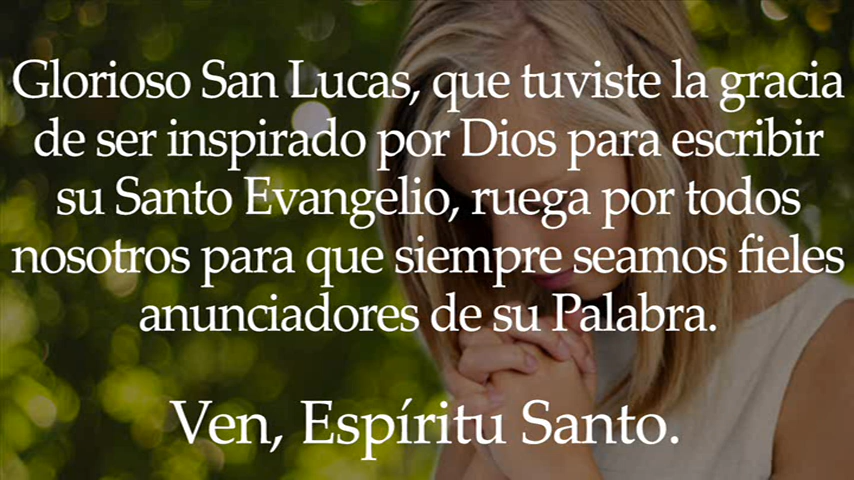 Glorioso San Lucas, que tuviste la gracia
de ser inspirado por Dios para escribir
su Santo Evangelio, ruega por todos
nosotros para que siempre seamos fieles
anunciadores de su Palabra.
Ven, Espíritu Santo.